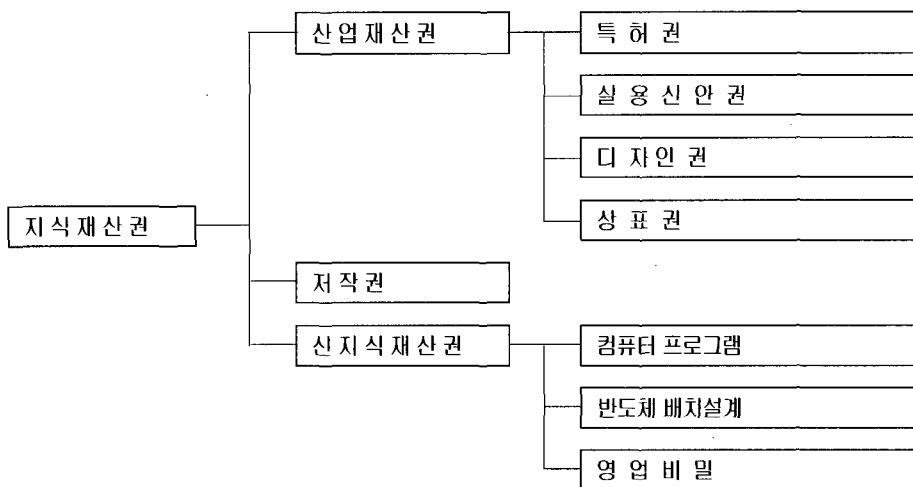 산업재산권
특허권
실용신안권
디자인권
상표권
지식재산권
저작권
신지식재산권
컴퓨터 프로그램
반도체 배치설계
영업비밀